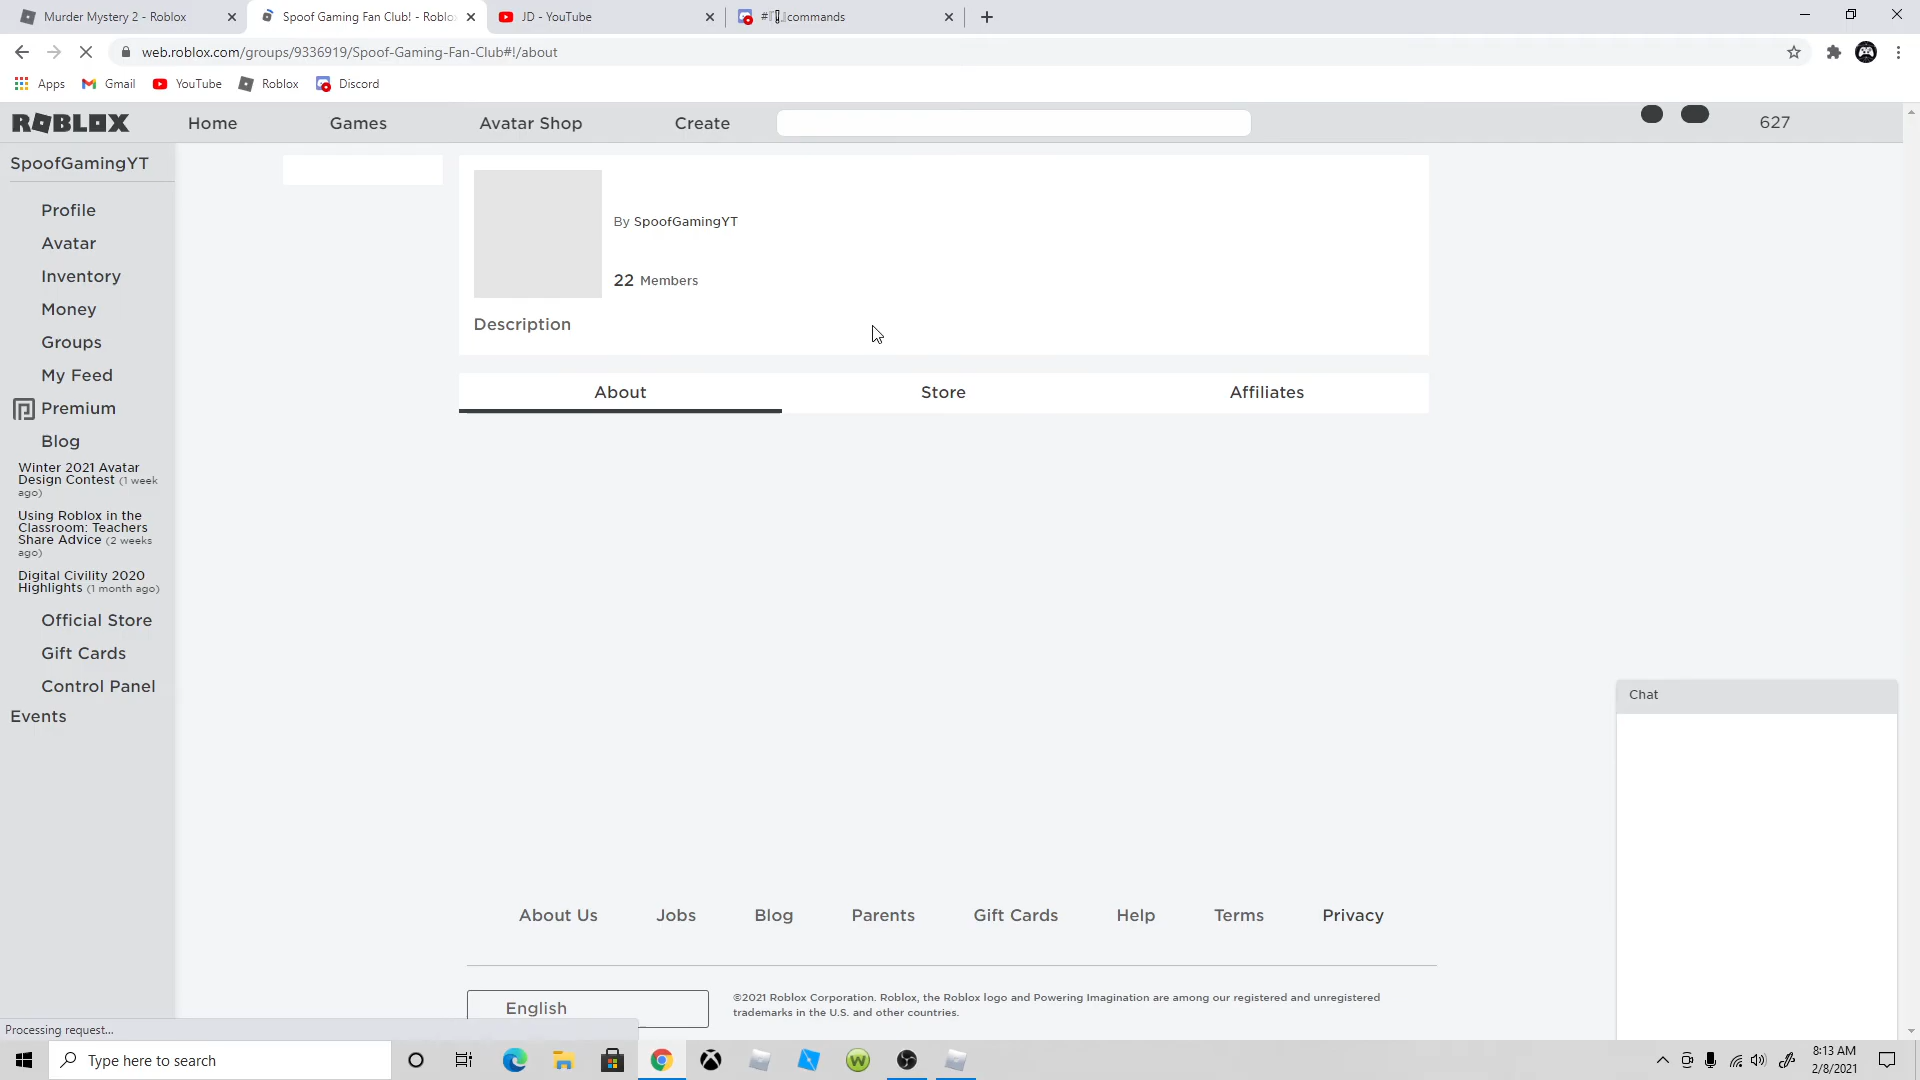 Murder Mystery 2 - Roblox
Spoof Gaming Fan Club! - Roblox
JD - YouTube
commands
web.roblox.com/groups/9336919/Spoof-Gaming-Fan-Club#!/about
Apps
Gmail
YouTube
Roblox
Discord
ROBLOX
Home
Games
Avatar Shop
Create
627
SpoofGamingYT
Profile
Avatar
Inventory
Money
Groups
My Feed
Premium
Blog
Winter 2021 Avatar
Design Contest (1 week
ago)
Using Roblox in the
Classroom: Teachers
Share Advice (2 weeks
ago)
Digital Civility 2020
Highlights (1 month ago)
Official Store
Gift Cards
Control Panel
Events
By SpoofGamingYT
22 Members
Description
About
Store
Affiliates
Chat
About Us
Jobs
Blog
Parents
Gift Cards
Help
Terms
Privacy
English
©2021 Roblox Corporation. Roblox, the Roblox logo and Powering Imagination are among our registered and unregistered
trademarks in the U.S. and other countries.
Processing request...
Type here to search
8:13 AM
2/8/2021